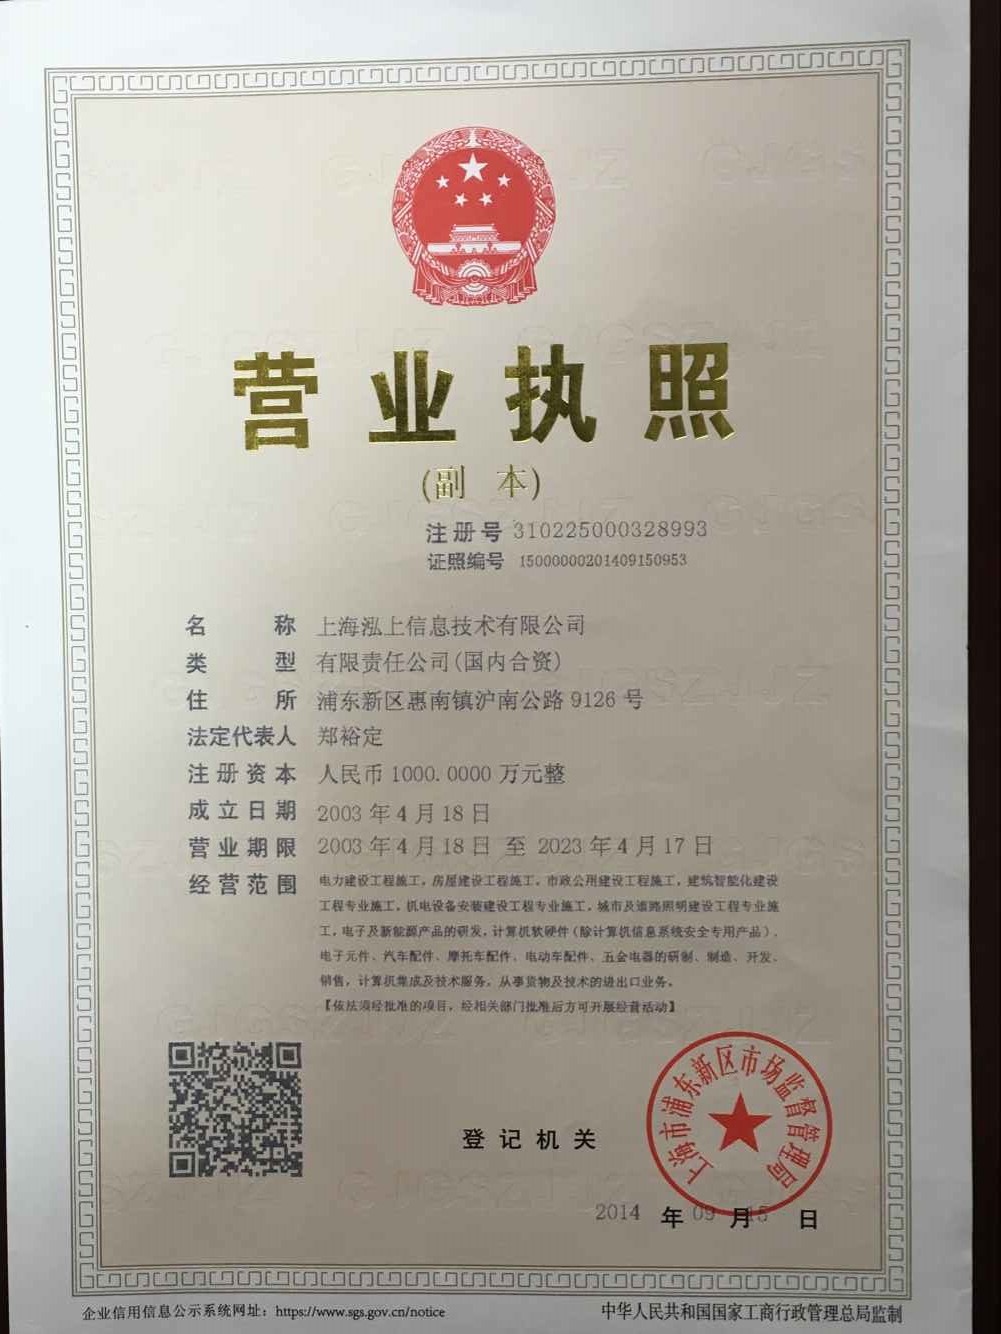 营业执照
(副 本)
注册号 310225000328993
证照编号 15000000201409150953
名 称 上海泓上信息技术有限公司
类 型 有限责任公司(国内合资)
住 所 浦东新区惠南镇沪南公路 9126 号
法定代表人 郑裕定
注册资本 人民币 1000.0000 万元整
成立日期 2003 年 4 月 18 日
营业期限 2003 年 4 月 18 日 至 2023 年 4 月 17 日
经营范围 电力建设工程施工，房屋建设工程施工，市政公用建设工程施工，建筑智能化建设
工程专业施工，机电设备安装建设工程专业施工，城市及道路照明建设工程专业施
工，电子及新能源产品的研发，计算机软硬件（除计算机信息系统安全专用产品）、
电子元件、汽车配件、摩托车配件、电动车配件、五金电器的研制、制造、开发、
销售，计算机集成及技术服务，从事货物及技术的进出口业务。
【依法须经批准的项目，经相关部门批准后方可开展经营活动】
上海市浦东新区市场监督管理局
登记机关
2014 年 09 月 15 日
企业信用信息公示系统网址：https://www.sgs.gov.cn/notice
中华人民共和国国家工商行政管理总局监制